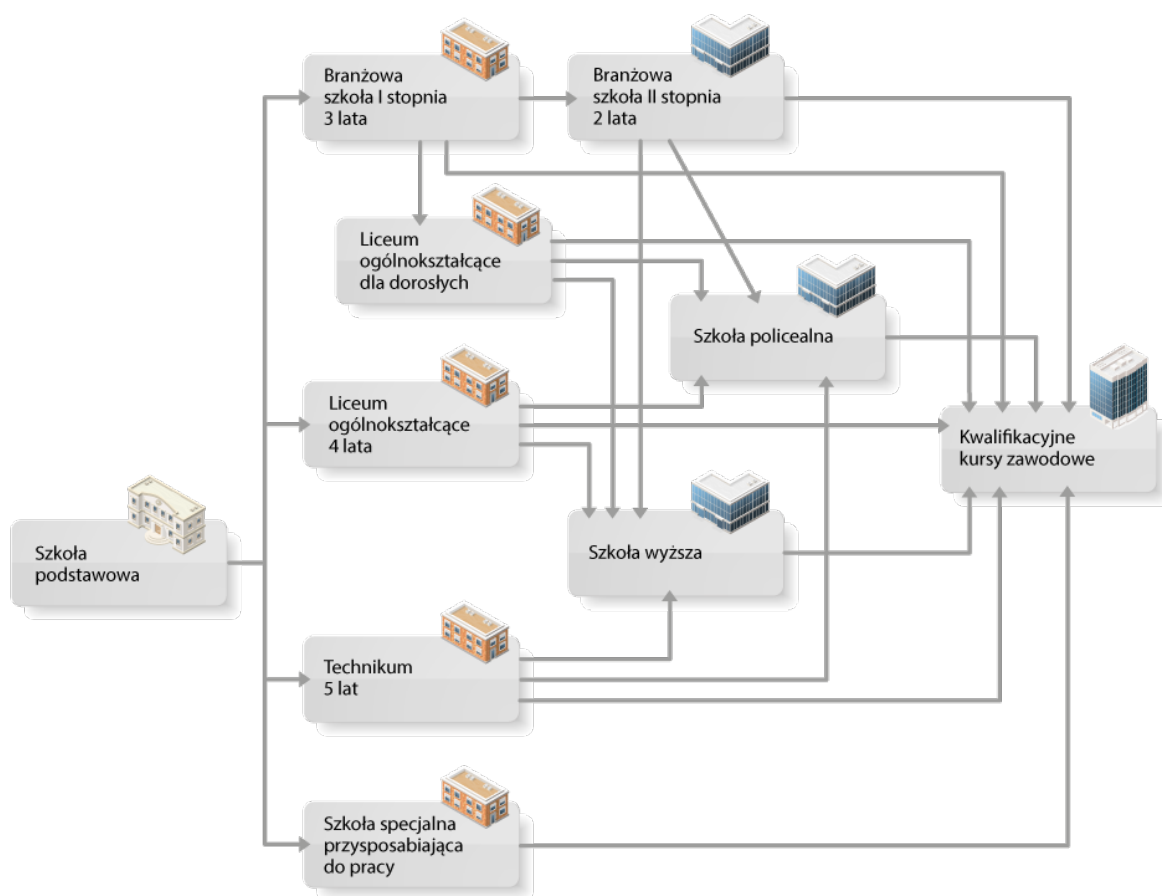 Branżowa
szkoła I stopnia
3 lata
Branżowa
szkoła II stopnia
2 lata
Liceum
ogólnokształcące
dla dorosłych
Szkoła policealna
Liceum
ogólnokształcące
4 lata
Kwalifikacyjne
kursy zawodowe
Szkoła
podstawowa
Szkoła wyższa
Technikum
5 lat
Szkoła specjalna
przysposabiająca
do pracy